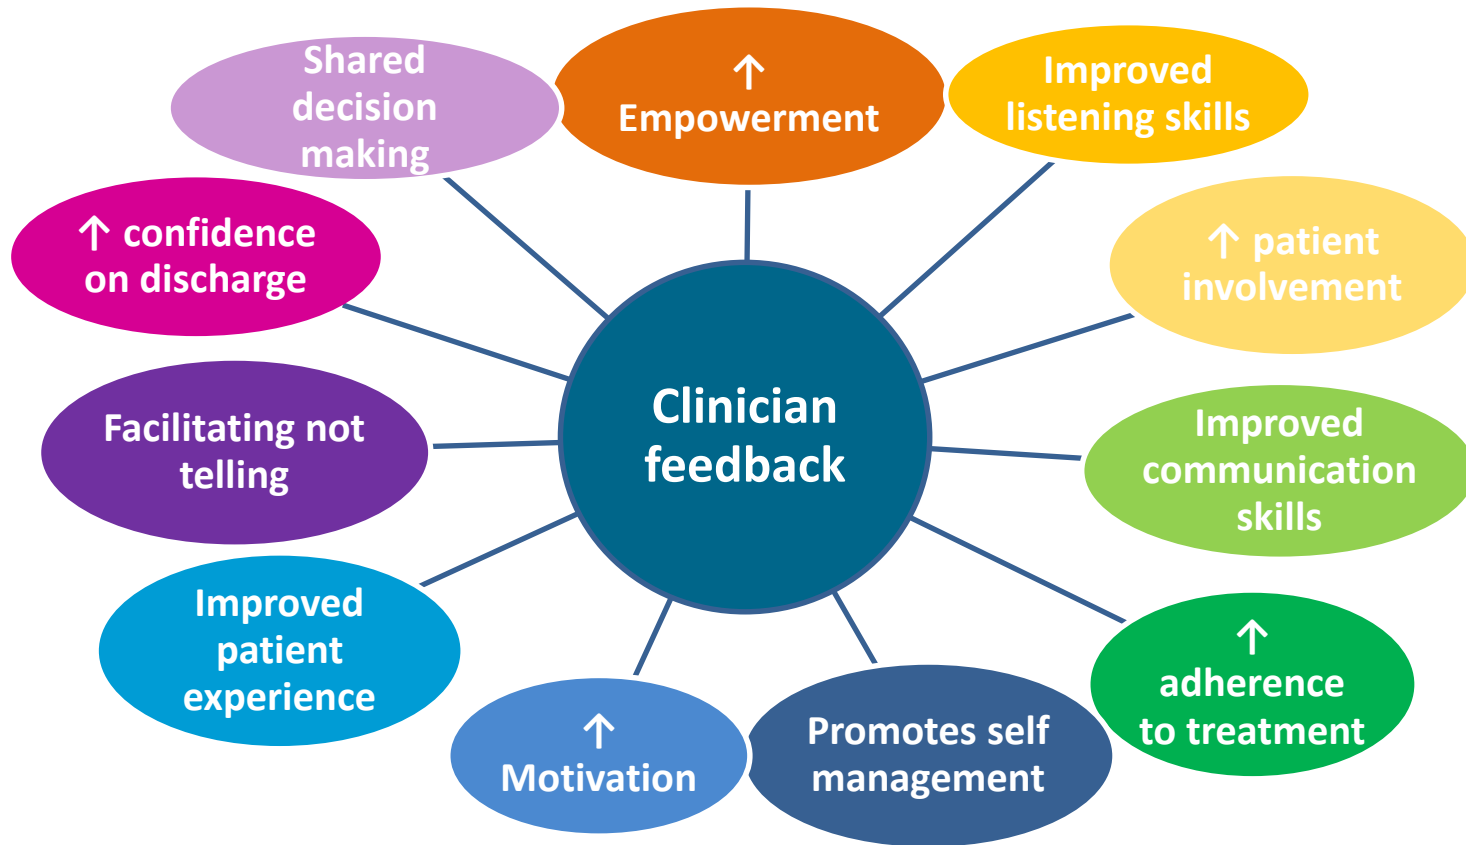 Shared
decision
making
↑
Empowerment
Improved
listening skills
↑ confidence
on discharge
↑ patient
involvement
Clinician
feedback
Facilitating not
telling
Improved
communication
skills
Improved
patient
experience
↑
adherence
to treatment
↑
Motivation
Promotes self
management